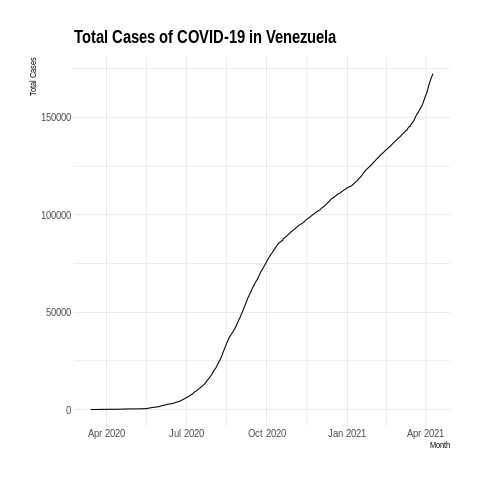 Total Cases of COVID-19 in Venezuela
Total Cases
150000
100000
50000
0
Apr 2020 Jul 2020 Oct 2020 Jan 2021 Apr 2021
Month